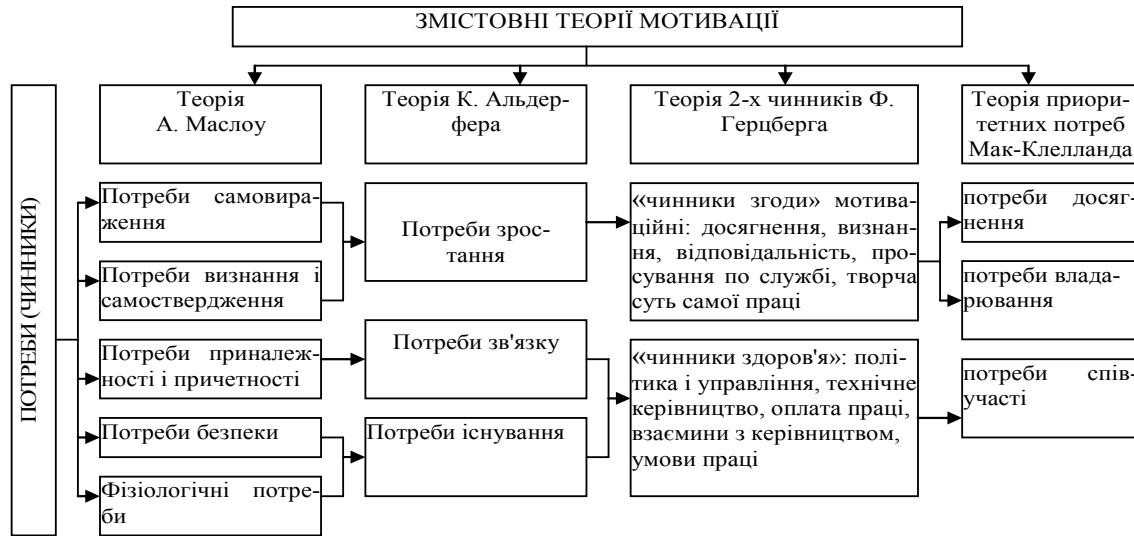 ЗМІСТОВНІ ТЕОРІЇ МОТИВАЦІЇ
ПОТРЕБИ (ЧИННИКИ)
Теорія
А. Маслоу
Теорія К. Альдер-
фера
Теорія 2-х чинників Ф.
Герцберга
Теорія приори-
тетних потреб
Мак-Клелланда
Потреби самовира-
ження
Потреби визнання і
самоствердження
Потреби приналеж-
ності і причетності
Потреби безпеки
Фізіологічні потре-
би
Потреби зрос-
тання
Потреби зв'язку
Потреби існування
«чинники згоди» мотива-
ційні: досягнення, визнан-
ня, відповідальність, про-
сування по службі, творча
суть самої праці
«чинники здоров'я»: полі-
тика і управління, технічне
керівництво, оплата праці,
взаємини з керівництвом,
умови праці
потреби досяг-
нення
потреби влада-
рювання
потреби спів-
участі